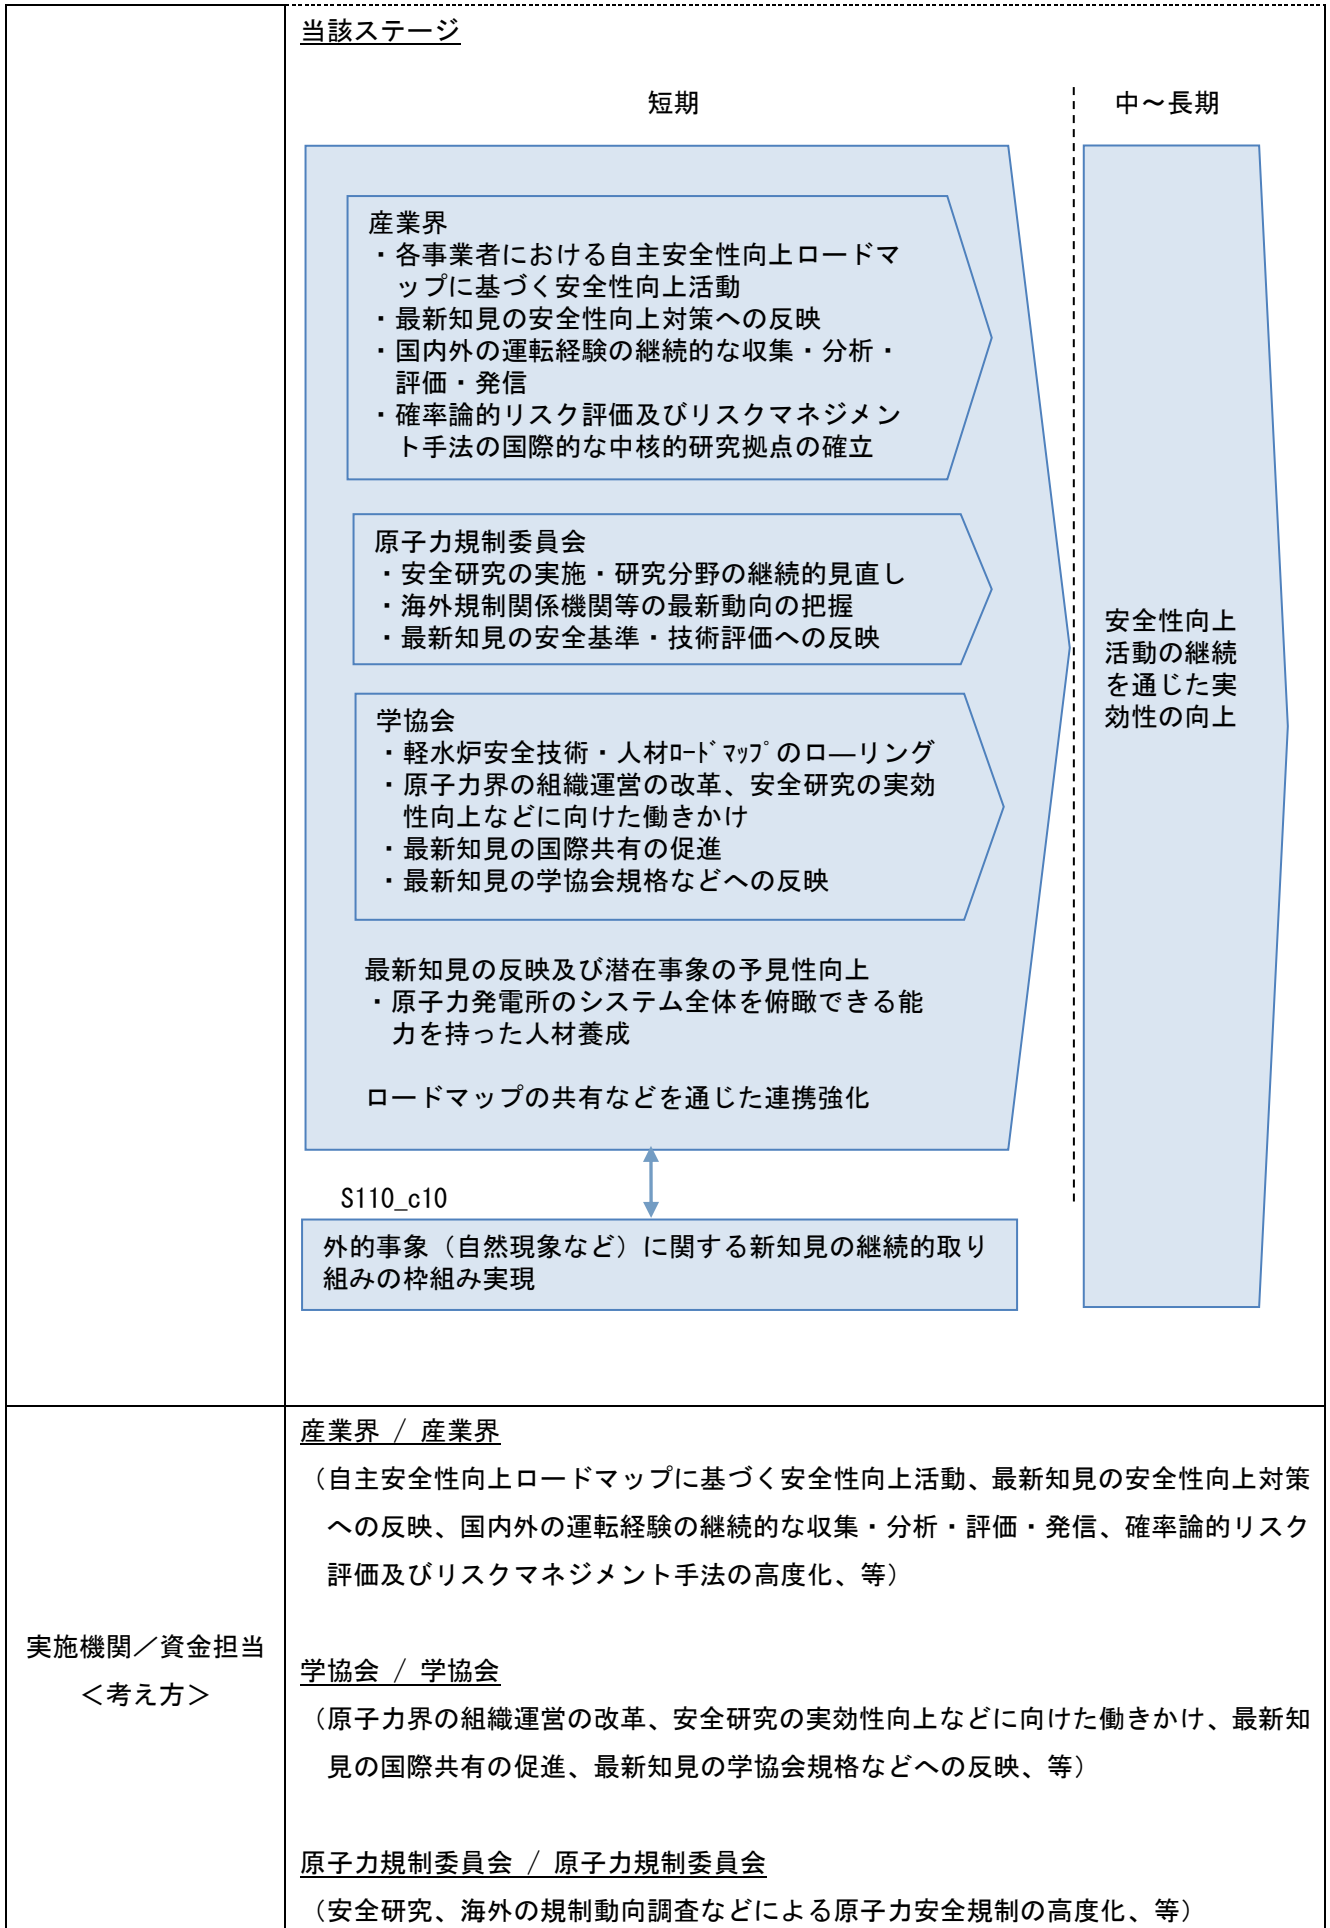 当該ステージ
短期
中～長期
産業界
・各事業者における自主安全性向上ロードマ
ップに基づく安全性向上活動
・最新知見の安全性向上対策への反映
・国内外の運転経験の継続的な収集・分析・
評価・発信
・確率論的リスク評価及びリスクマネジメン
ト手法の国際的な中核的研究拠点の確立
原子力規制委員会
・安全研究の実施・研究分野の継続的見直し
・海外規制関係機関等の最新動向の把握
・最新知見の安全基準・技術評価への反映
学協会
・軽水炉安全技術・人材ﾛｰﾄﾞﾏｯﾌﾟのロ―リング
・原子力界の組織運営の改革、安全研究の実効
性向上などに向けた働きかけ
・最新知見の国際共有の促進
・最新知見の学協会規格などへの反映
最新知見の反映及び潜在事象の予見性向上
・原子力発電所のシステム全体を俯瞰できる能
力を持った人材養成
ロードマップの共有などを通じた連携強化
安全性向上
活動の継続
を通じた実
効性の向上
S110_c10
外的事象（自然現象など）に関する新知見の継続的取り
組みの枠組み実現
実施機関／資金担当
＜考え方＞
産業界 / 産業界
（自主安全性向上ロードマップに基づく安全性向上活動、最新知見の安全性向上対策
への反映、国内外の運転経験の継続的な収集・分析・評価・発信、確率論的リスク
評価及びリスクマネジメント手法の高度化、等）
学協会 / 学協会
（原子力界の組織運営の改革、安全研究の実効性向上などに向けた働きかけ、最新知
見の国際共有の促進、最新知見の学協会規格などへの反映、等）
原子力規制委員会 / 原子力規制委員会
（安全研究、海外の規制動向調査などによる原子力安全規制の高度化、等）